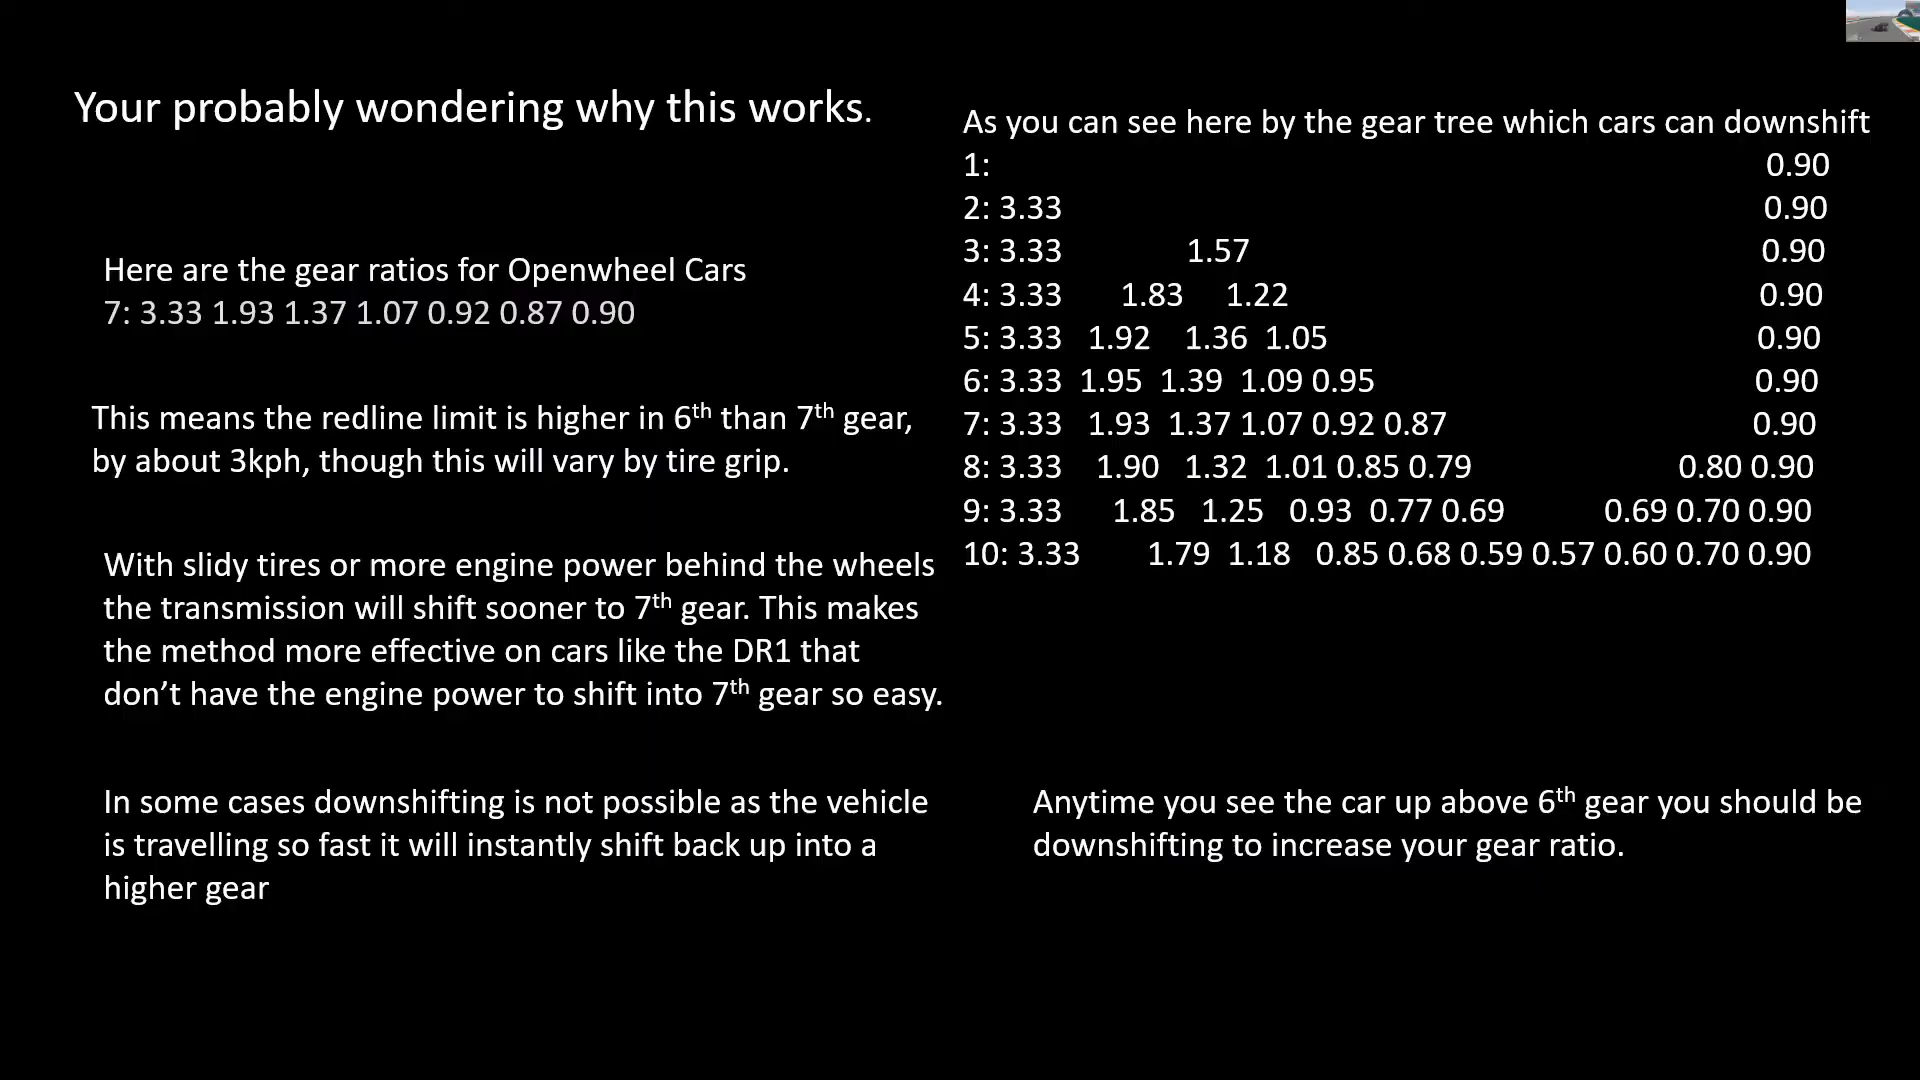 Your probably wondering why this works.
Here are the gear ratios for Openwheel Cars
7: 3.33 1.93 1.37 1.07 0.92 0.87 0.90
This means the redline limit is higher in 6th than 7th gear,
by about 3kph, though this will vary by tire grip.
With slidy tires or more engine power behind the wheels
the transmission will shift sooner to 7th gear. This makes
the method more effective on cars like the DR1 that
don’t have the engine power to shift into 7th gear so easy.
In some cases downshifting is not possible as the vehicle
is travelling so fast it will instantly shift back up into a
higher gear
As you can see here by the gear tree which cars can downshift
1: 0.90
2: 3.33 0.90
3: 3.33 1.57 0.90
4: 3.33 1.83 1.22 0.90
5: 3.33 1.92 1.36 1.05 0.90
6: 3.33 1.95 1.39 1.09 0.95 0.90
7: 3.33 1.93 1.37 1.07 0.92 0.87 0.90
8: 3.33 1.90 1.32 1.01 0.85 0.79 0.80 0.90
9: 3.33 1.85 1.25 0.93 0.77 0.69 0.69 0.70 0.90
10: 3.33 1.79 1.18 0.85 0.68 0.59 0.57 0.60 0.70 0.90
Anytime you see the car up above 6th gear you should be
downshifting to increase your gear ratio.